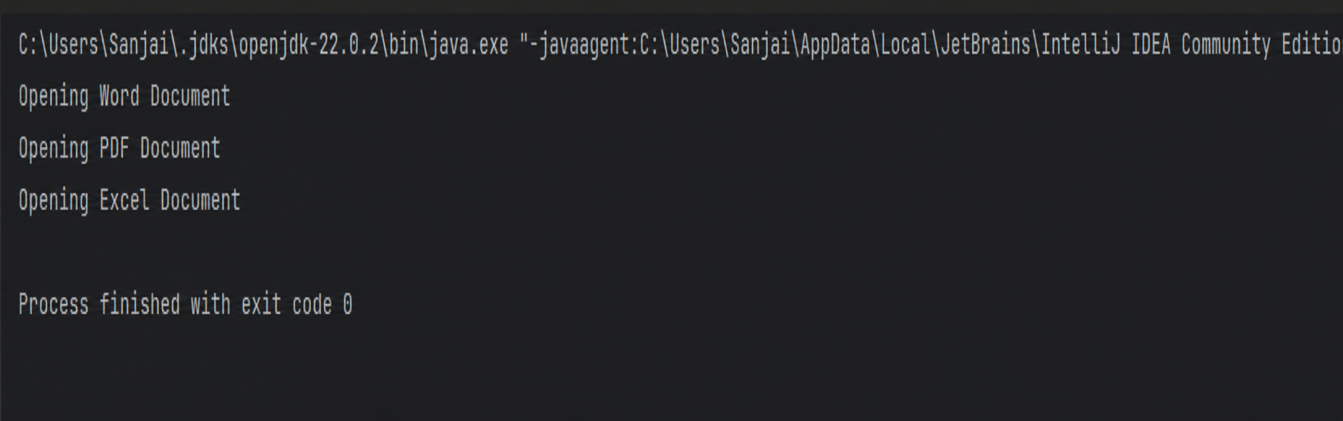 C:\Users\Sanjai\.jdks\openjdk-22.0.2\bin\java.exe "-javaagent:C:\Users\Sanjai\AppData\Local\JetBrains\IntelliJ IDEA Community Editio
Opening Word Document
Opening PDF Document
Opening Excel Document
Process finished with exit code 0